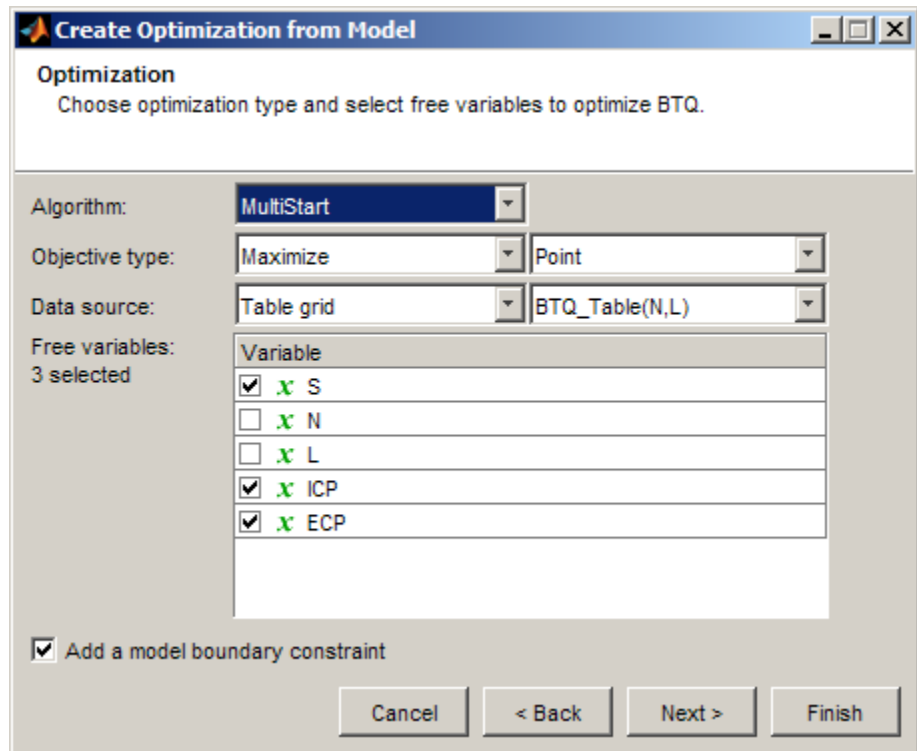 Create Optimization from Model
Optimization
Choose optimization type and select free variables to optimize BTQ.
Algorithm: MultiStart
Objective type: Maximize Point
Data source: Table grid BTQ_Table(N,L)
Free variables:
3 selected
Variable
x S
x N
x L
x ICP
x ECP
Add a model boundary constraint
Cancel < Back Next > Finish